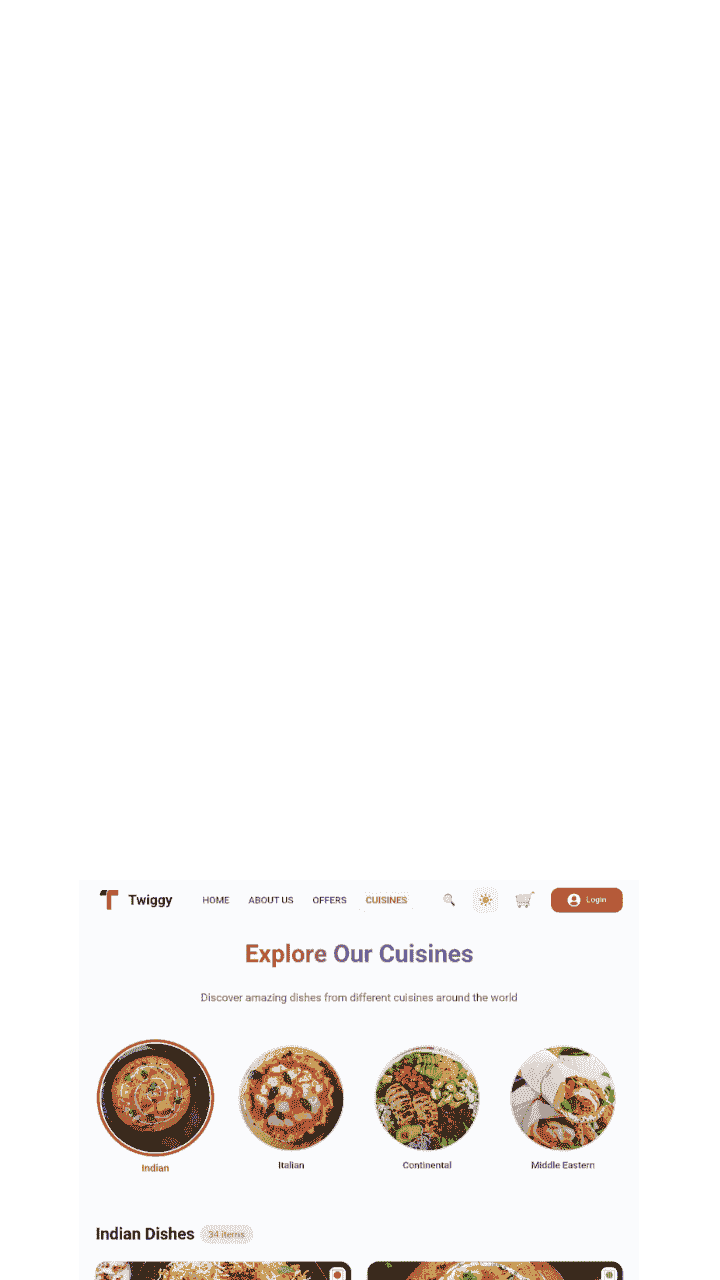 Twiggy HOME ABOUT US OFFERS CUISINES Login
Explore Our Cuisines
Discover amazing dishes from different cuisines around the world
Indian Italian Continental Middle Eastern
Indian Dishes 34 items